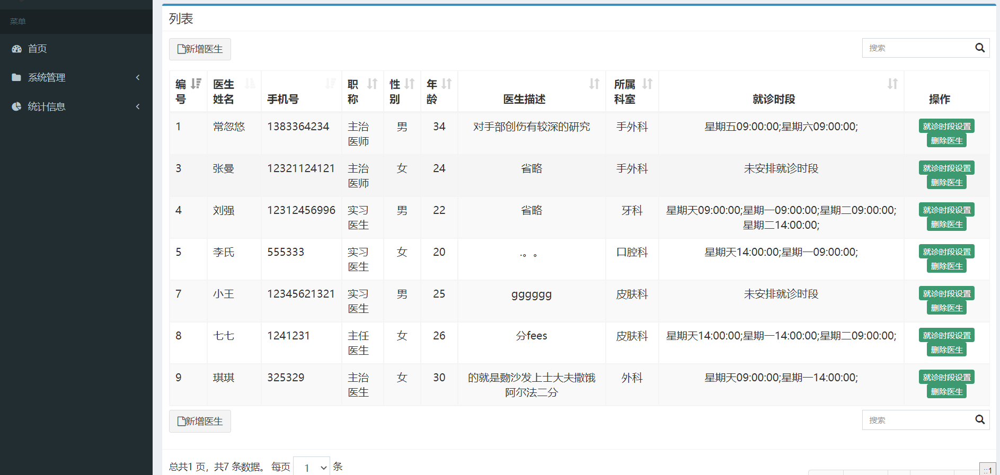 菜单
首页
系统管理
统计信息
列表
新增医生
搜索
编号 医生姓名 手机号 职称 性别 年龄 医生描述 所属科室 就诊时段 操作
1 常忽悠 1383364234 主治医师 男 34 对手部创伤有较深的研究 手外科 星期五09:00:00;星期六09:00:00; 就诊时段设置 删除医生
3 张曼 12321124121 主治医师 女 24 省略 手外科 未安排就诊时段 就诊时段设置 删除医生
4 刘强 12312456996 实习医生 男 22 省略 牙科 星期天09:00:00;星期一09:00:00;星期二09:00:00;星期二14:00:00; 就诊时段设置 删除医生
5 李氏 555333 实习医生 女 20 .。。 口腔科 星期天14:00:00;星期一09:00:00; 就诊时段设置 删除医生
7 小王 12345621321 实习医生 男 25 gggggg 皮肤科 未安排就诊时段 就诊时段设置 删除医生
8 七七 1241231 主任医生 女 26 分fees 皮肤科 星期天14:00:00;星期一14:00:00;星期二09:00:00; 就诊时段设置 删除医生
9 琪琪 325329 主治医生 女 30 的就是覅沙发上士大夫撒饿阿尔法二分 外科 星期天09:00:00;星期一14:00:00; 就诊时段设置 删除医生
新增医生
搜索
总共1 页，共7 条数据。 每页 1 条
::1